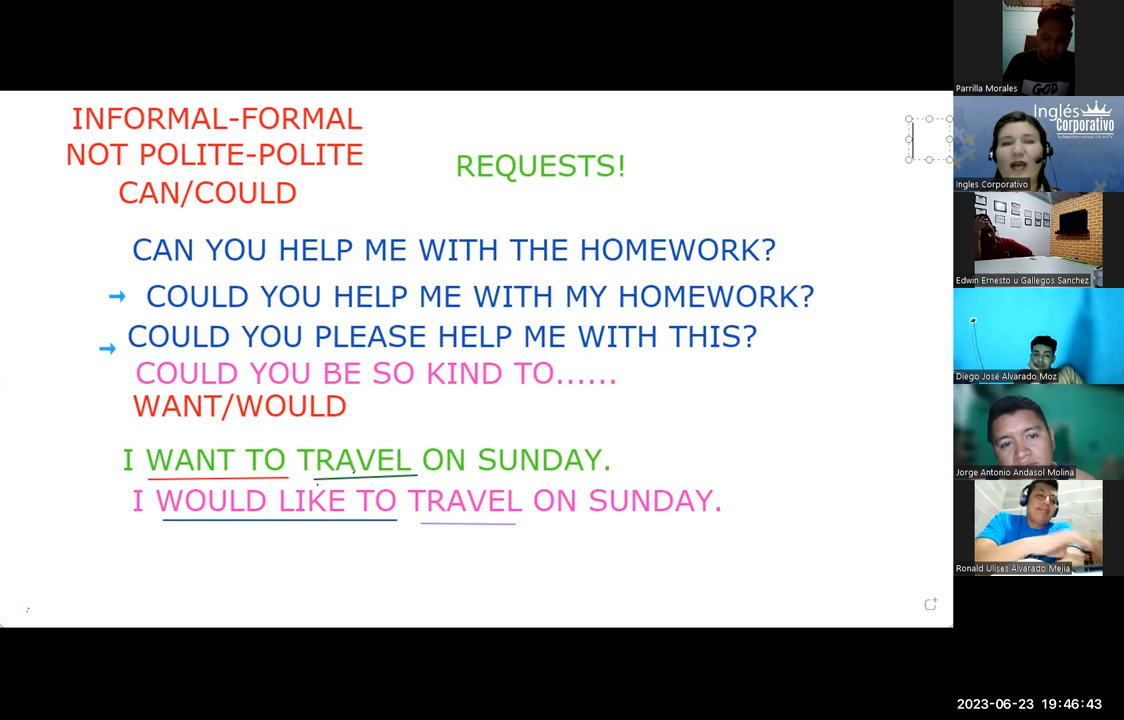 INFORMAL-FORMAL
NOT POLITE-POLITE
CAN/COULD
REQUESTS!
CAN YOU HELP ME WITH THE HOMEWORK?
→ COULD YOU HELP ME WITH MY HOMEWORK?
→ COULD YOU PLEASE HELP ME WITH THIS?
COULD YOU BE SO KIND TO......
WANT/WOULD
I WANT TO TRAVEL ON SUNDAY.
I WOULD LIKE TO TRAVEL ON SUNDAY.
Parrilla Morales
GOD
Inglés
Corporativo
Ingles Corporativo
Edwin Ernesto u Gallegos Sanchez
Diego José Alvarado Moz
Jorge Antonio Andasol Molina
Ronald Ulises Alvarado Mejia
2023-06-23 19:46:43